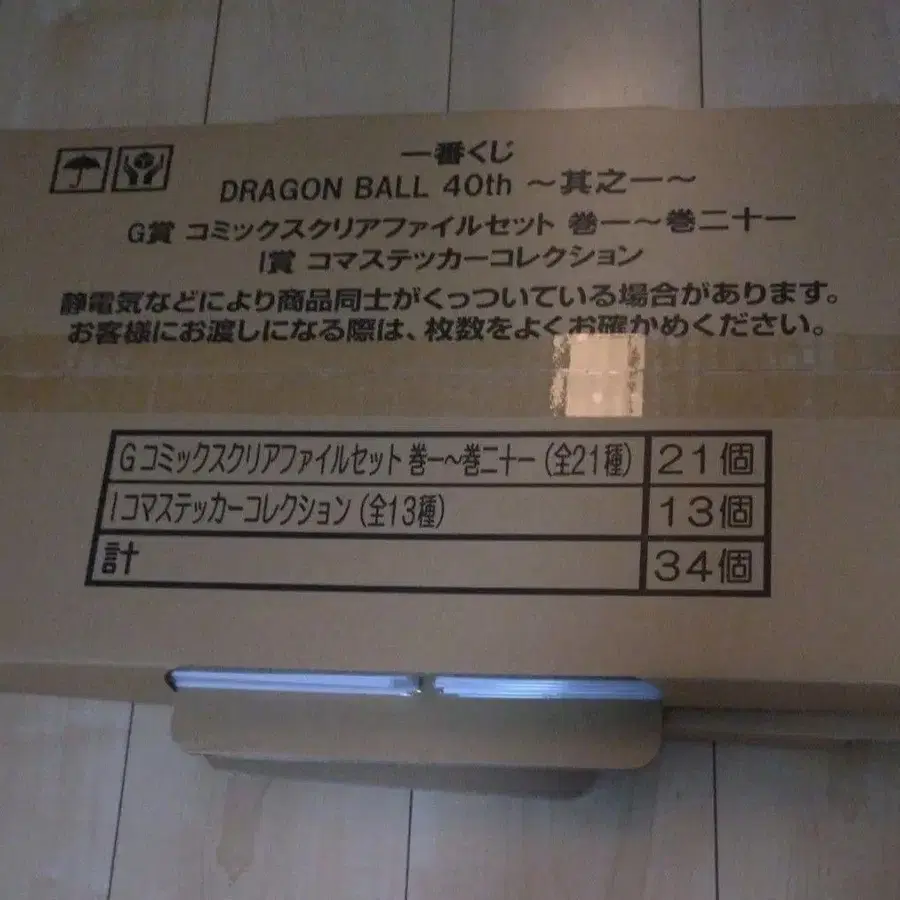 一番くじ
DRAGON BALL 40th ～其之一～
G賞 コミックスクリアファイルセット 巻一～巻二十一
I賞 コマステッカーコレクション
静電気などにより商品同士がくっついている場合があります。
お客様にお渡しになる際は、枚数をよくお確かめください。
G コミックスクリアファイルセット 巻一～巻二十一 (全21種) 21個
I コマステッカーコレクション (全13種) 13個
計 34個